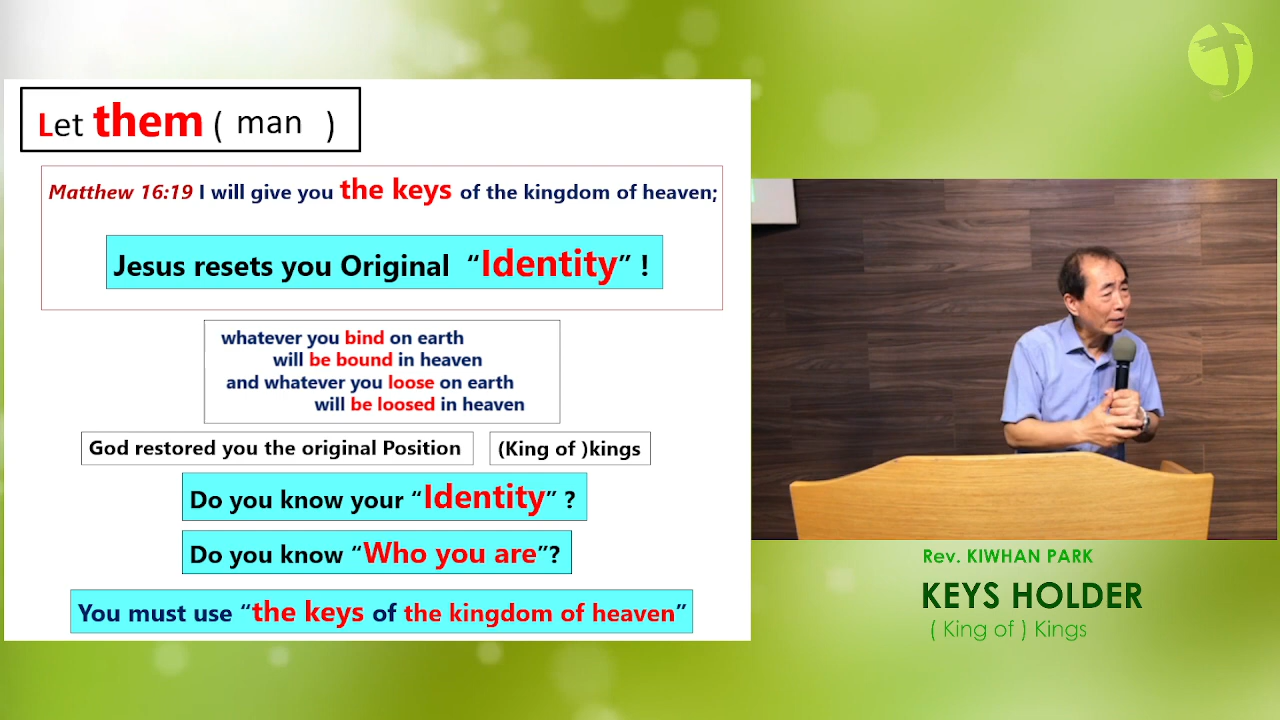 Let them ( man )
Matthew 16:19 I will give you the keys of the kingdom of heaven;
Jesus resets you Original “Identity” !
whatever you bind on earth
will be bound in heaven
and whatever you loose on earth
will be loosed in heaven
God restored you the original Position
(King of )kings
Do you know your “Identity” ?
Do you know “Who you are”?
You must use “the keys of the kingdom of heaven”
Rev. KIWHAN PARK
KEYS HOLDER
( King of ) Kings